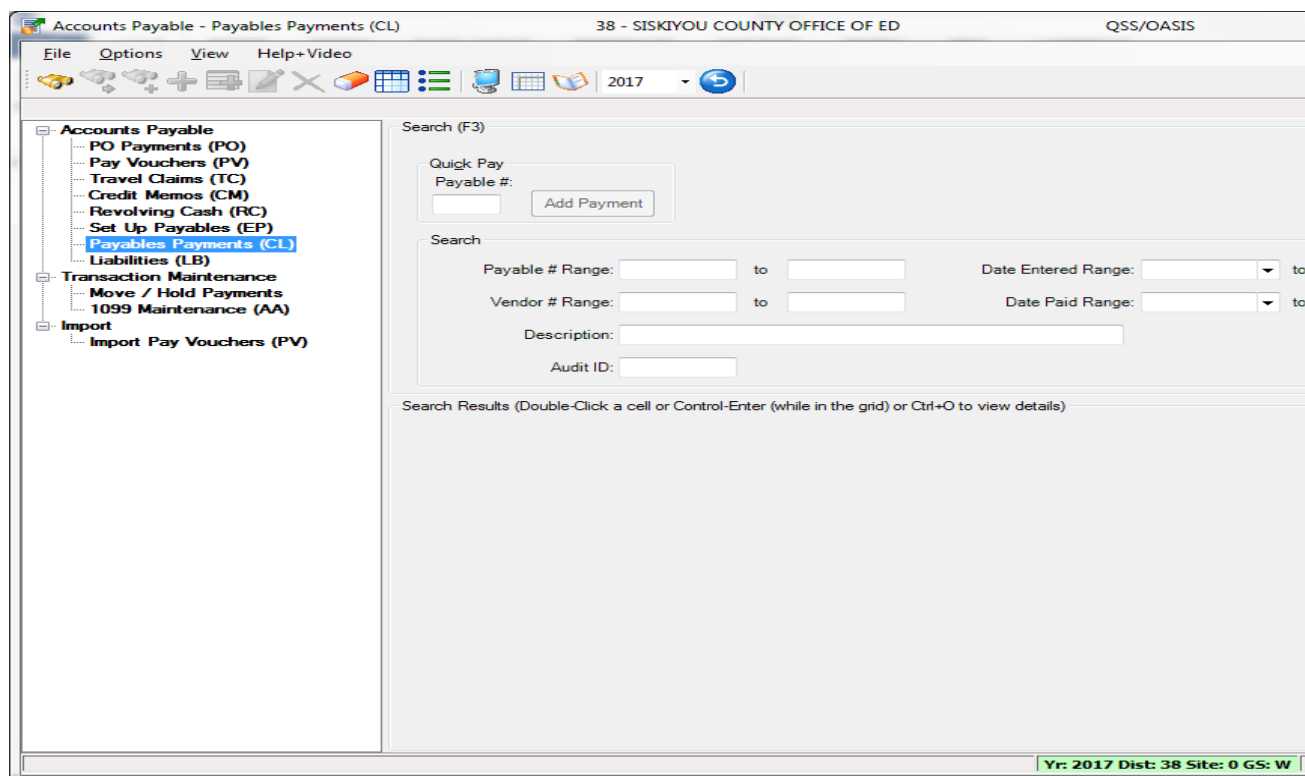 Accounts Payable - Payables Payments (CL) 38 - SISKIYOU COUNTY OFFICE OF ED QSS/OASIS
File Options View Help+Video
2017
Accounts Payable
PO Payments (PO)
Pay Vouchers (PV)
Travel Claims (TC)
Credit Memos (CM)
Revolving Cash (RC)
Set Up Payables (EP)
Payables Payments (CL)
Liabilities (LB)
Transaction Maintenance
Move / Hold Payments
1099 Maintenance (AA)
Import
Import Pay Vouchers (PV)
Search (F3)
Quick Pay
Payable #:
Add Payment
Search
Payable # Range: to Date Entered Range: to
Vendor # Range: to Date Paid Range: to
Description:
Audit ID:
Search Results (Double-Click a cell or Control-Enter (while in the grid) or Ctrl+O to view details)
Yr: 2017 Dist: 38 Site: 0 GS: W